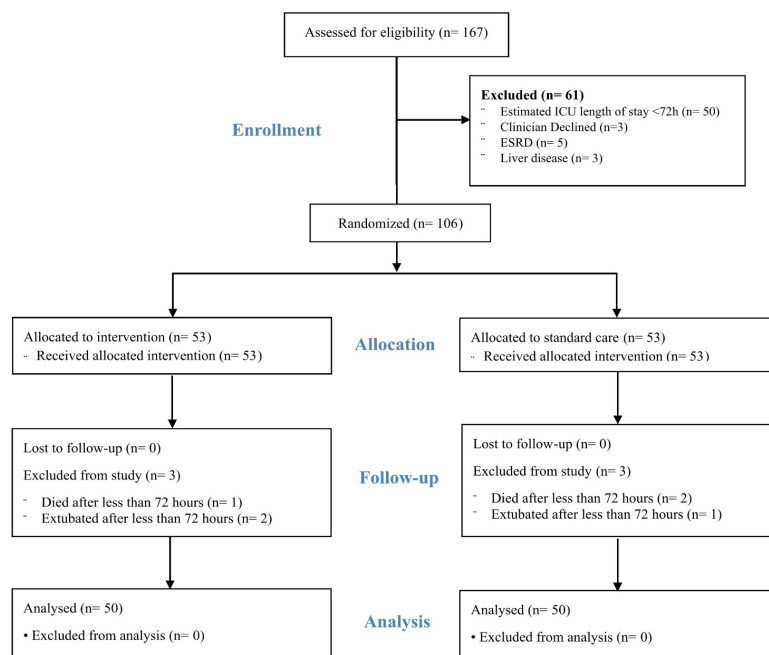 Assessed for eligibility (n= 167)
Excluded (n= 61)
¨ Estimated ICU length of stay <72h (n= 50)
¨ Clinician Declined (n=3)
¨ ESRD (n= 5)
¨ Liver disease (n= 3)
Enrollment
Randomized (n= 106)
Allocated to intervention (n= 53)
¨ Received allocated intervention (n= 53)
Allocation
Allocated to standard care (n= 53)
¨ Received allocated intervention (n= 53)
Lost to follow-up (n= 0)
Excluded from study (n= 3)
¨ Died after less than 72 hours (n= 1)
¨ Extubated after less than 72 hours (n= 2)
Follow-up
Lost to follow-up (n= 0)
Excluded from study (n= 3)
¨ Died after less than 72 hours (n= 2)
¨ Extubated after less than 72 hours (n= 1)
Analysed (n= 50)
• Excluded from analysis (n= 0)
Analysis
Analysed (n= 50)
• Excluded from analysis (n= 0)